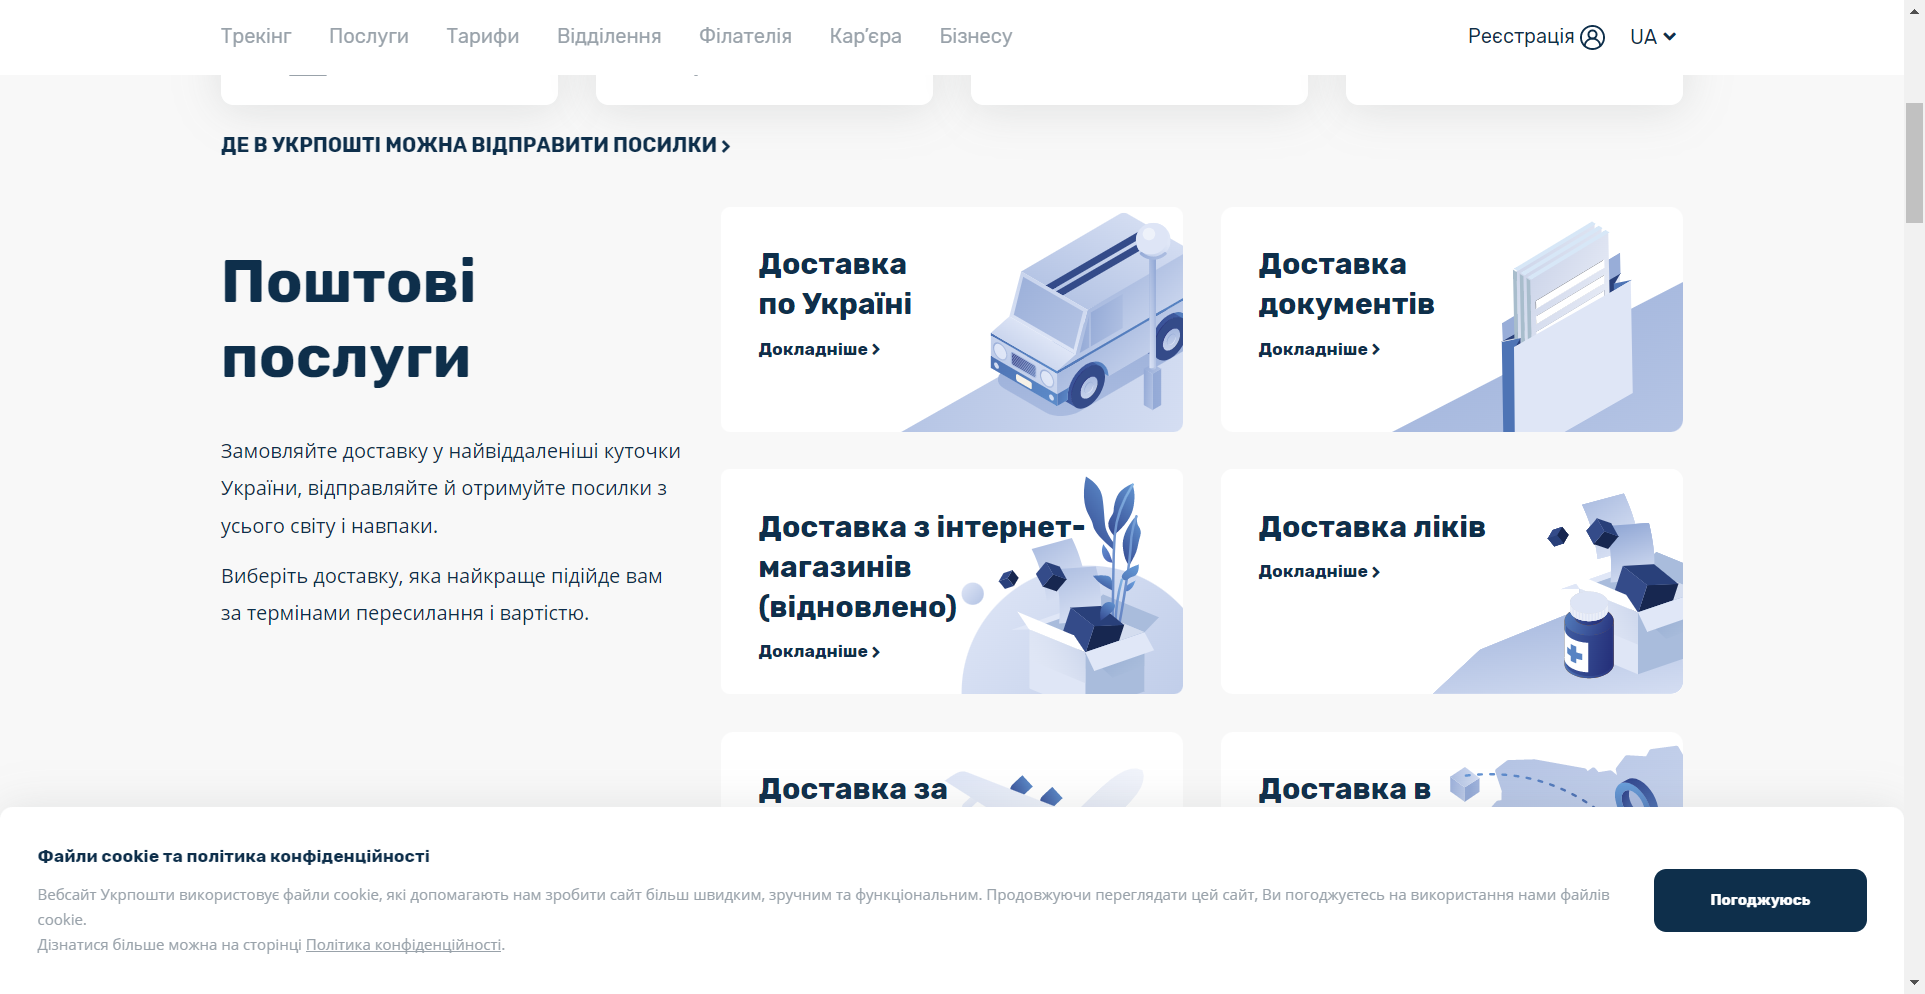 Трекінг Послуги Тарифи Відділення Філателія Кар’єра Бізнесу Реєстрація UA
ДЕ В УКРПОШТІ МОЖНА ВІДПРАВИТИ ПОСИЛКИ
Поштові
послуги
Замовляйте доставку у найвіддаленіші куточки
України, відправляйте й отримуйте посилки з
усього світу і навпаки.
Виберіть доставку, яка найкраще підійде вам
за термінами пересилання і вартістю.
Доставка
по Україні
Докладніше
Доставка
документів
Докладніше
Доставка з інтернет-
магазинів
(відновлено)
Докладніше
Доставка ліків
Докладніше
Доставка за
Доставка в
Файли cookie та політика конфіденційності
Вебсайт Укрпошти використовує файли cookie, які допомагають нам зробити сайт більш швидким, зручним та функціональним. Продовжуючи переглядати цей сайт, Ви погоджуєтесь на використання нами файлів
cookie.
Дізнатися більше можна на сторінці Політика конфіденційності.
Погоджуюсь